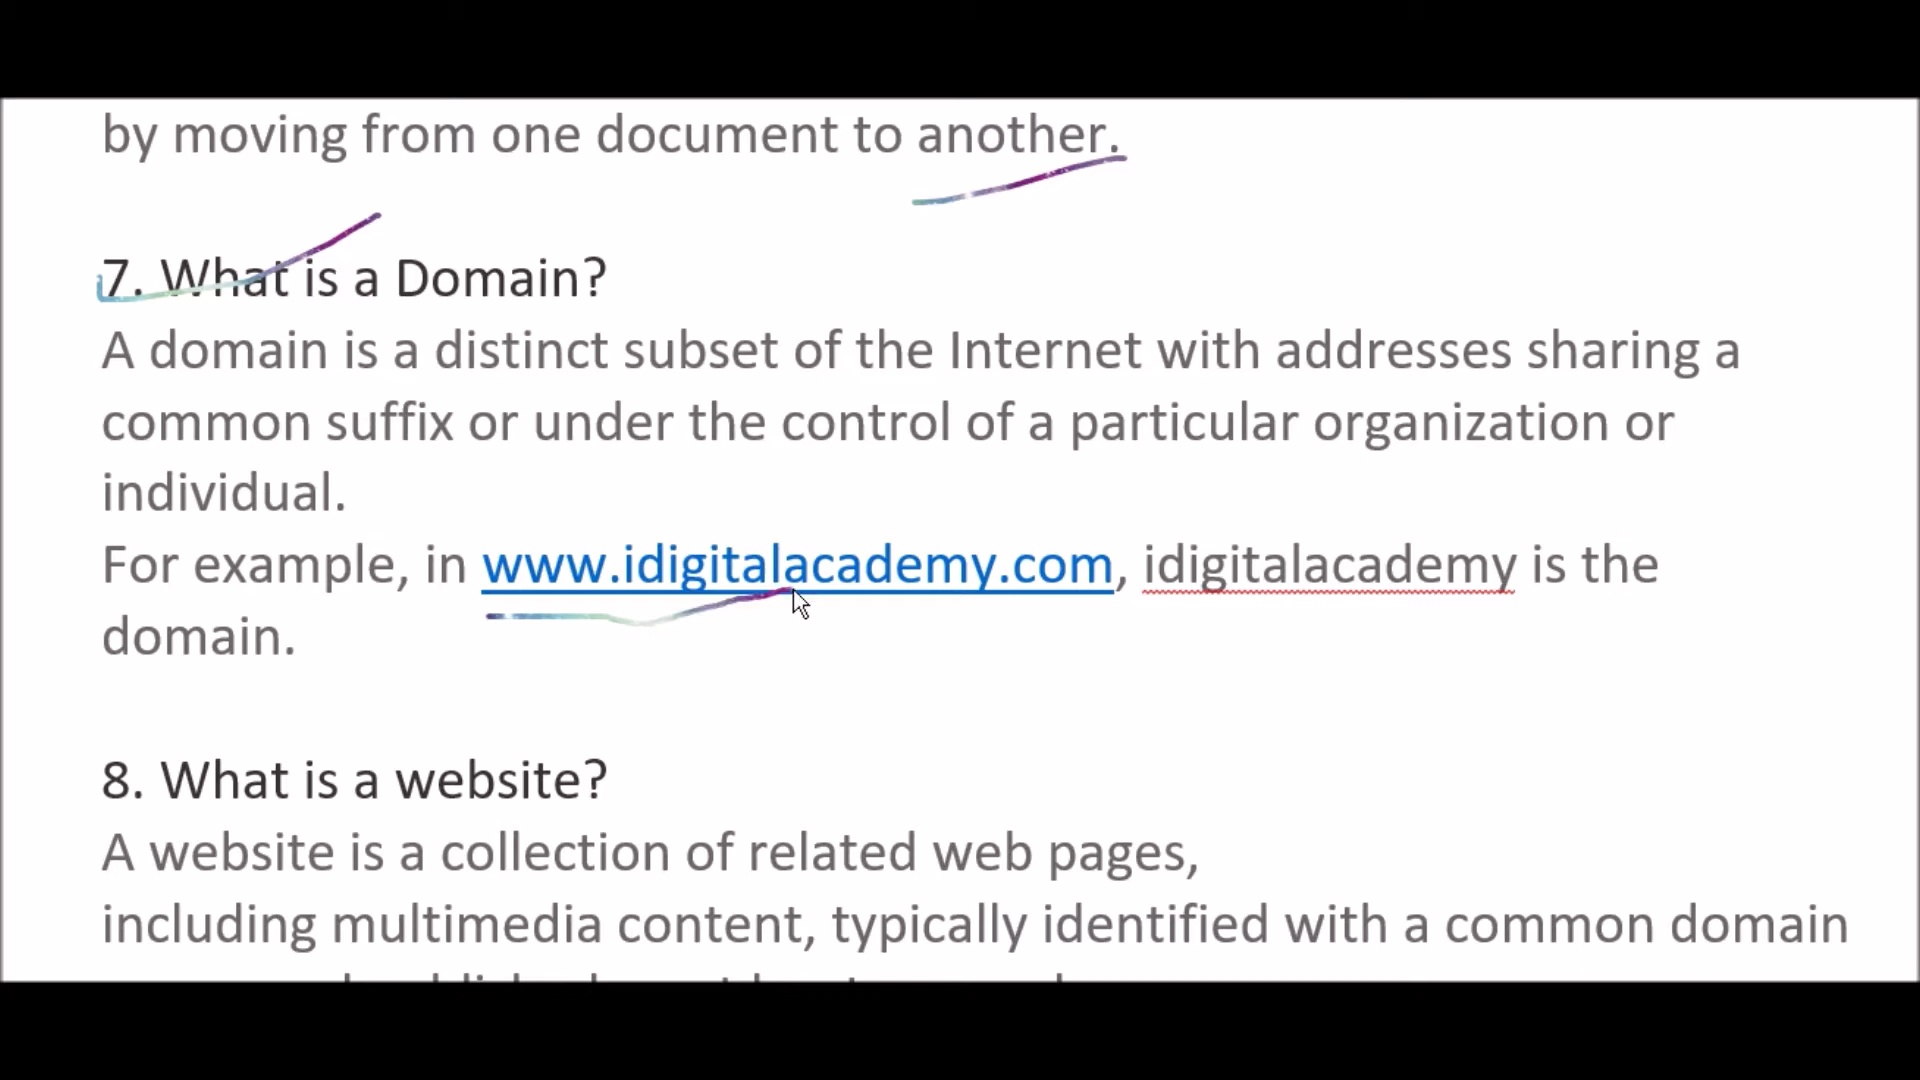 by moving from one document to another.
7. What is a Domain?
A domain is a distinct subset of the Internet with addresses sharing a
common suffix or under the control of a particular organization or
individual.
For example, in www.idigitalacademy.com, idigitalacademy is the
domain.
8. What is a website?
A website is a collection of related web pages,
including multimedia content, typically identified with a common domain